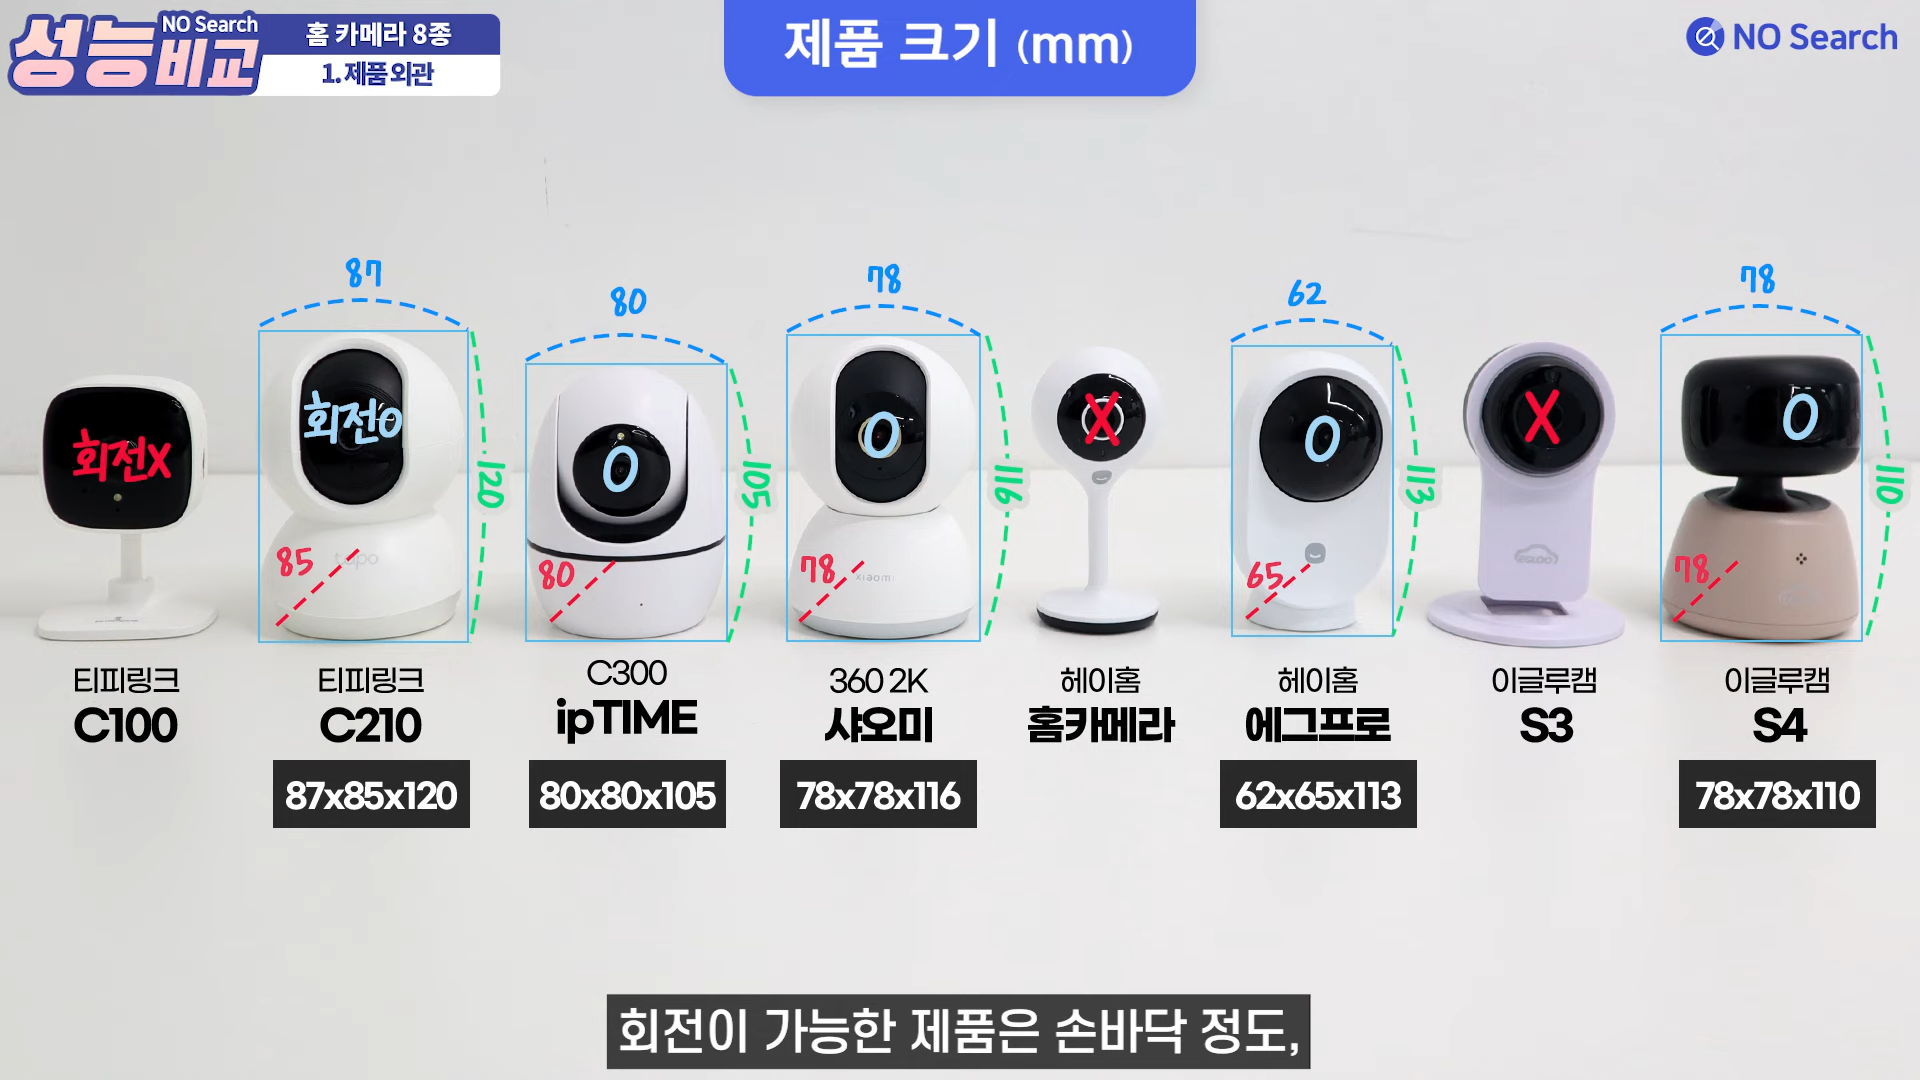 성능비교
NO Search
홈 카메라 8종
1. 제품 외관
제품 크기 (mm)
NO Search
87
80
78
62
78
회전X
회전O
O
O
X
O
X
O
120
105
116
113
110
85
80
78
65
78
tapo
xiaomi
EGLOO
티피링크
C100
티피링크
C210
C300
ipTIME
360 2K
샤오미
헤이홈
홈카메라
헤이홈
에그프로
이글루캠
S3
이글루캠
S4
87x85x120
80x80x105
78x78x116
62x65x113
78x78x110
회전이 가능한 제품은 손바닥 정도,